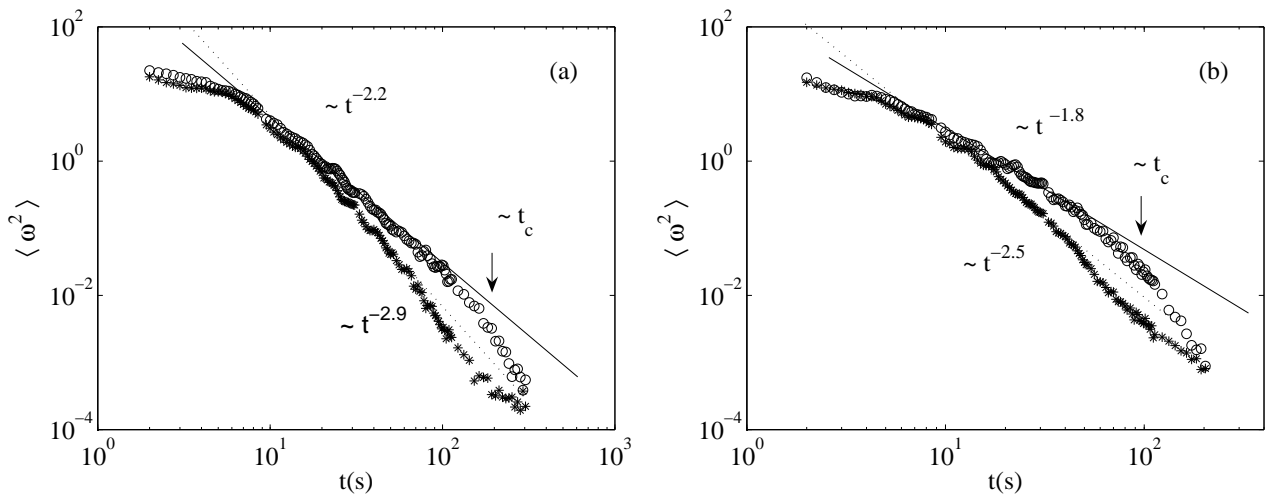 10^2
10^0
10^-2
10^-4
⟨ ω^2 ⟩
10^0
10^1
10^2
10^3
t(s)
(a)
~ t^-2.2
~ t_c
~ t^-2.9
10^2
10^0
10^-2
10^-4
⟨ ω^2 ⟩
10^0
10^1
10^2
t(s)
(b)
~ t^-1.8
~ t_c
~ t^-2.5